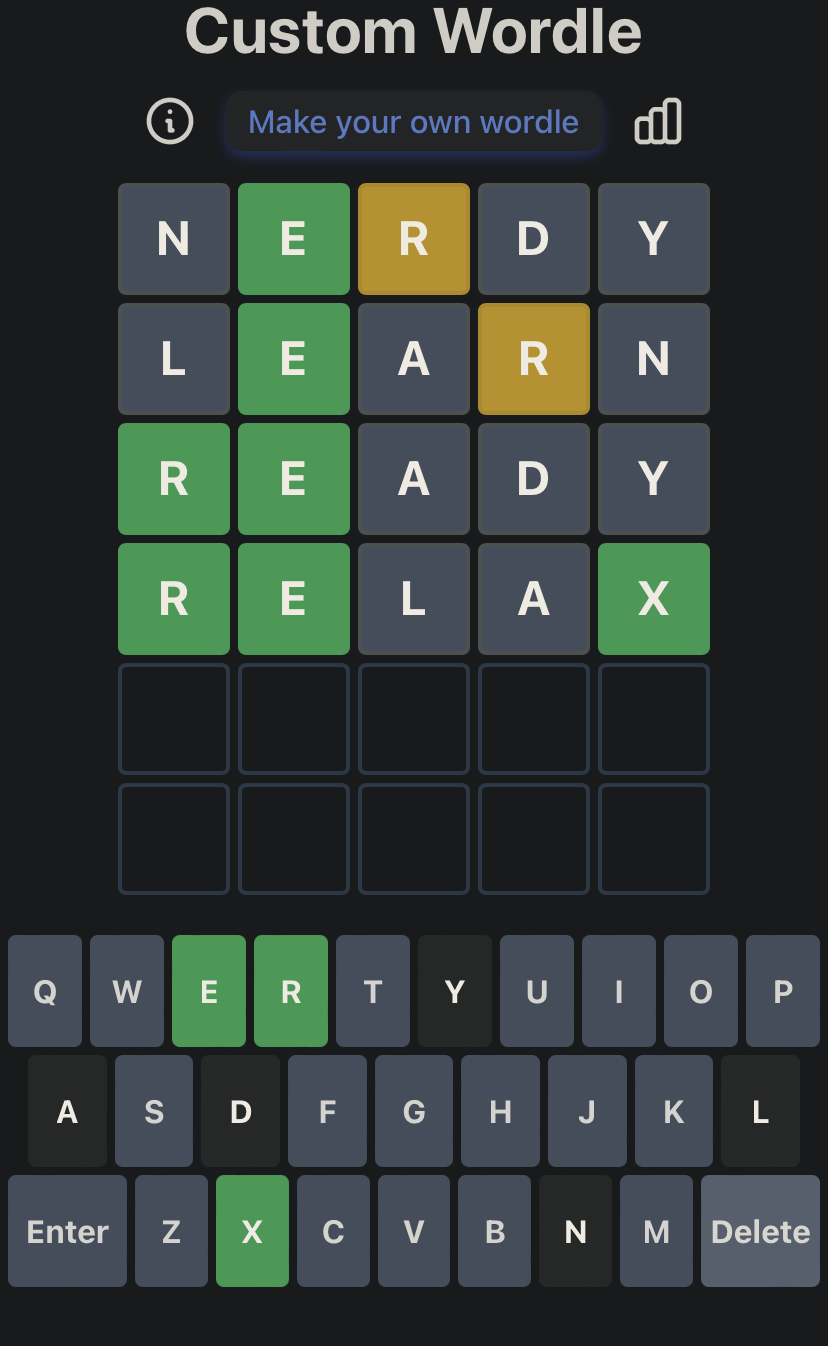 Custom Wordle
Make your own wordle
N E R D Y
L E A R N
R E A D Y
R E L A X
Q W E R T Y U I O P
A S D F G H J K L
Enter Z X C V B N M Delete